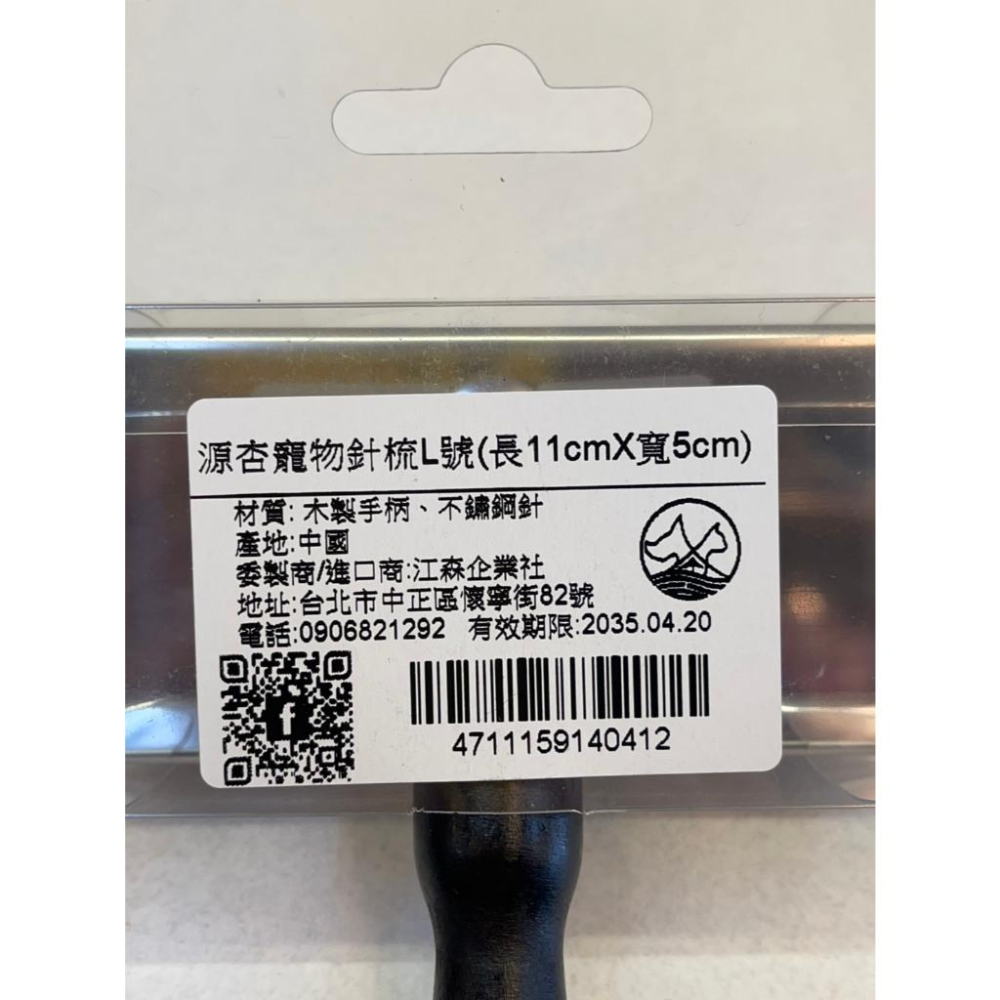 源杏寵物針梳L號(長11cmX寬5cm)
材質: 木製手柄、不鏽鋼針
產地:中國
委製商/進口商:江森企業社
地址:台北市中正區懷寧街82號
電話:0906821292 有效期限:2035.04.20
f
4711159140412